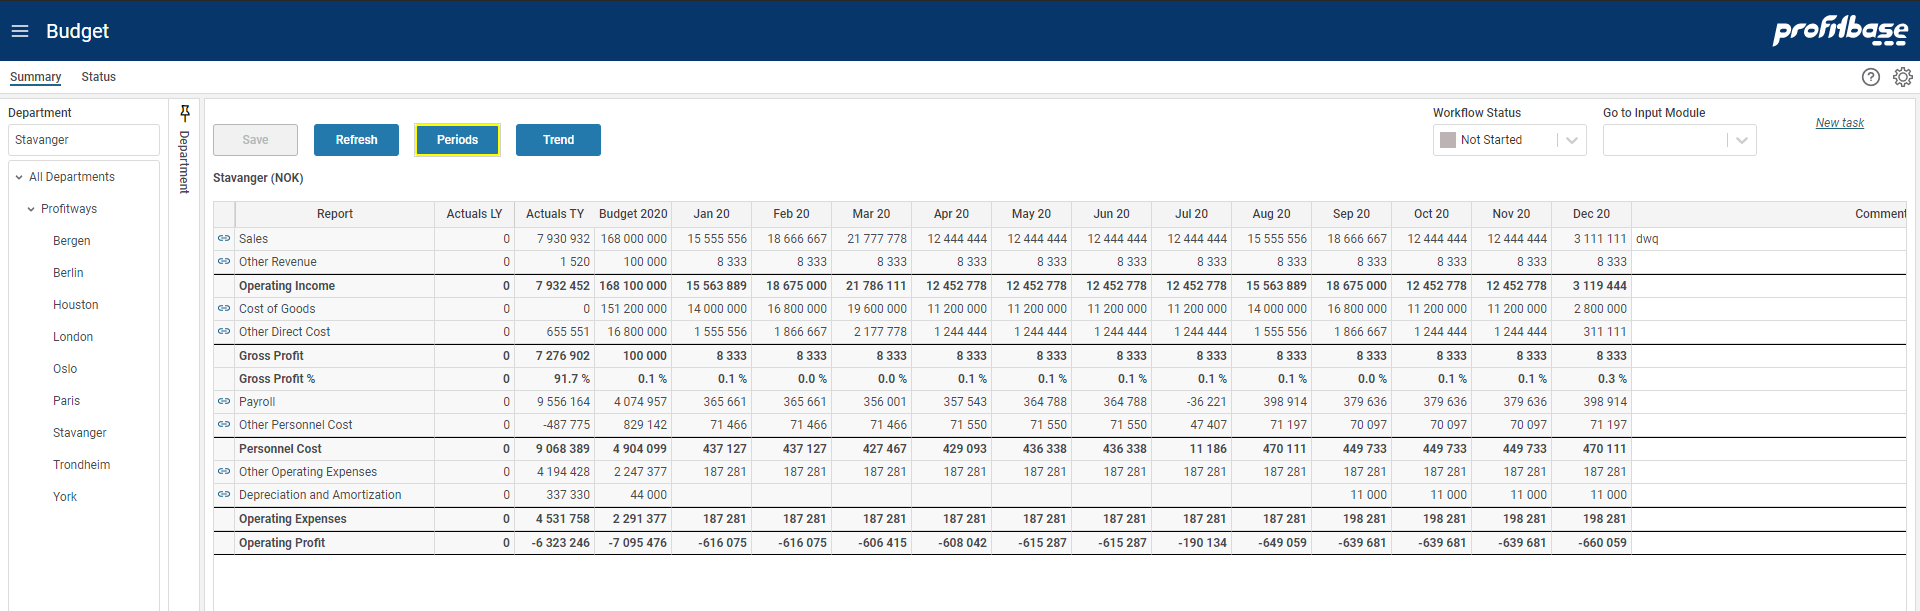 Budget
profitbase
Summary Status
Department
Stavanger
All Departments
Profitways
Bergen
Berlin
Houston
London
Oslo
Paris
Stavanger
Trondheim
York
Department
Save Refresh Periods Trend
Workflow Status
Not Started
Go to Input Module
New task
Stavanger (NOK)
Report Actuals LY Actuals TY Budget 2020 Jan 20 Feb 20 Mar 20 Apr 20 May 20 Jun 20 Jul 20 Aug 20 Sep 20 Oct 20 Nov 20 Dec 20 Comment
Sales 0 7 930 932 168 000 000 15 555 556 18 666 667 21 777 778 12 444 444 12 444 444 12 444 444 12 444 444 15 555 556 18 666 667 12 444 444 12 444 444 3 111 111 dwq
Other Revenue 0 1 520 100 000 8 333 8 333 8 333 8 333 8 333 8 333 8 333 8 333 8 333 8 333 8 333 8 333
Operating Income 0 7 932 452 168 100 000 15 563 889 18 675 000 21 786 111 12 452 778 12 452 778 12 452 778 12 452 778 15 563 889 18 675 000 12 452 778 12 452 778 3 119 444
Cost of Goods 0 0 151 200 000 14 000 000 16 800 000 19 600 000 11 200 000 11 200 000 11 200 000 11 200 000 14 000 000 16 800 000 11 200 000 11 200 000 2 800 000
Other Direct Cost 0 655 551 16 800 000 1 555 556 1 866 667 2 177 778 1 244 444 1 244 444 1 244 444 1 244 444 1 555 556 1 866 667 1 244 444 1 244 444 311 111
Gross Profit 0 7 276 902 100 000 8 333 8 333 8 333 8 333 8 333 8 333 8 333 8 333 8 333 8 333 8 333 8 333
Gross Profit % 0 91.7 % 0.1 % 0.1 % 0.0 % 0.0 % 0.1 % 0.1 % 0.1 % 0.1 % 0.1 % 0.0 % 0.1 % 0.1 % 0.3 %
Payroll 0 9 556 164 4 074 957 365 661 365 661 356 001 357 543 364 788 364 788 -36 221 398 914 379 636 379 636 379 636 398 914
Other Personnel Cost 0 -487 775 829 142 71 466 71 466 71 466 71 550 71 550 71 550 47 407 71 197 70 097 70 097 70 097 71 197
Personnel Cost 0 9 068 389 4 904 099 437 127 437 127 427 467 429 093 436 338 436 338 11 186 470 111 449 733 449 733 449 733 470 111
Other Operating Expenses 0 4 194 428 2 247 377 187 281 187 281 187 281 187 281 187 281 187 281 187 281 187 281 187 281 187 281 187 281 187 281
Depreciation and Amortization 0 337 330 44 000 11 000 11 000 11 000 11 000
Operating Expenses 0 4 531 758 2 291 377 187 281 187 281 187 281 187 281 187 281 187 281 187 281 187 281 198 281 198 281 198 281 198 281
Operating Profit 0 -6 323 246 -7 095 476 -616 075 -616 075 -606 415 -608 042 -615 287 -615 287 -190 134 -649 059 -639 681 -639 681 -639 681 -660 059